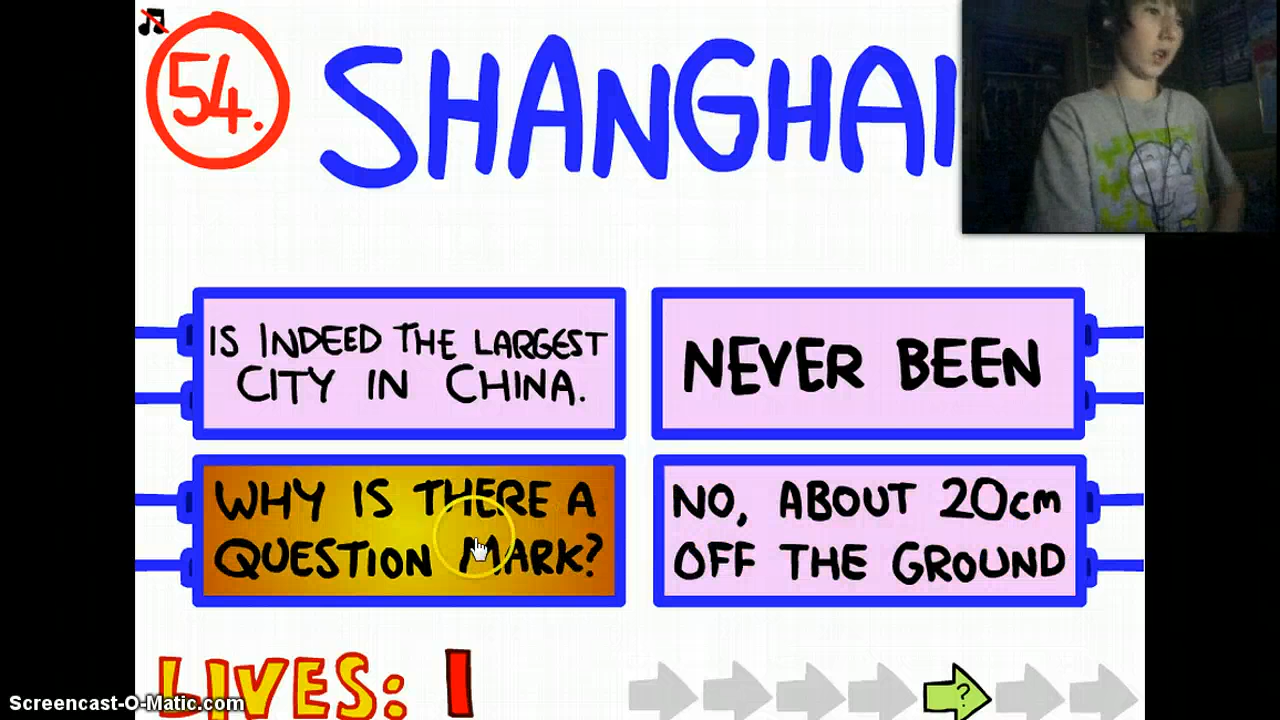 54.
SHANGHAI
IS INDEED THE LARGEST
CITY IN CHINA.
NEVER BEEN
WHY IS THERE A
QUESTION MARK?
NO, ABOUT 20cm
OFF THE GROUND
LIVES: 1
?
Screencast-O-Matic.com